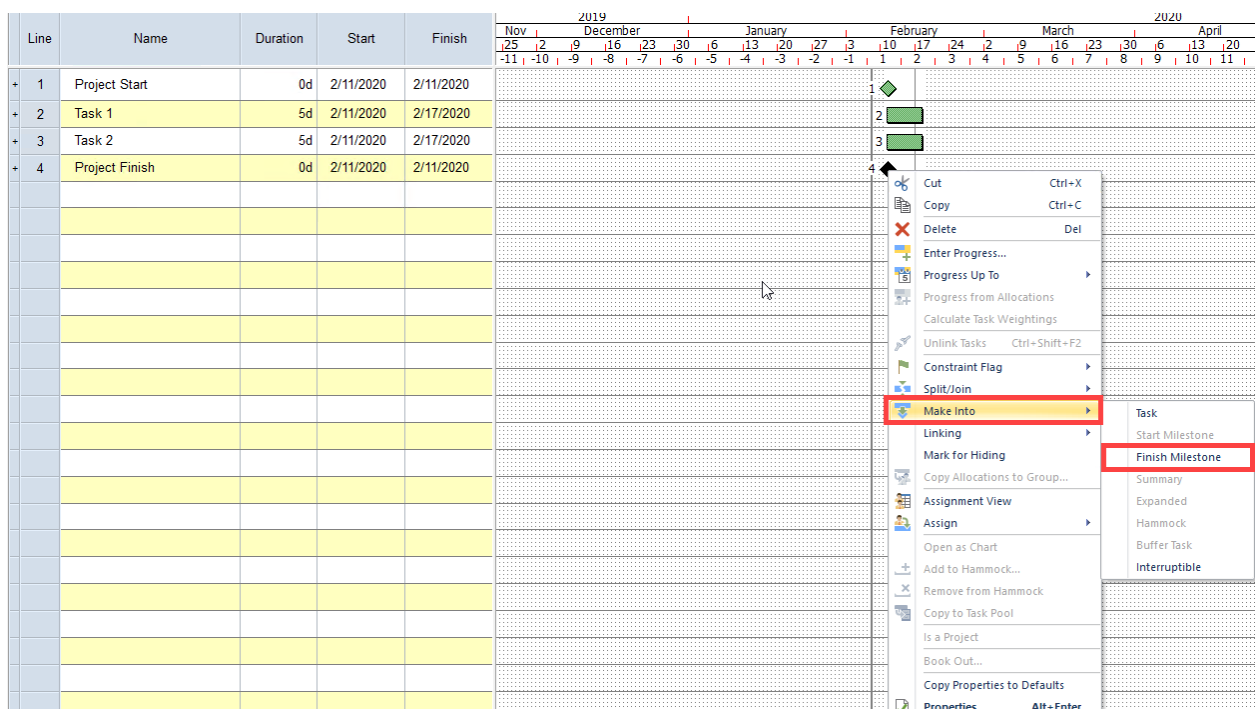 2019 2020
Line Name Duration Start Finish
Nov December January February March April
25 2 9 16 23 30 6 13 20 27 3 10 17 24 2 9 16 23 30 6 13 20
-11 -10 -9 -8 -7 -6 -5 -4 -3 -2 -1 1 2 3 4 5 6 7 8 9 10 11
+ 1 Project Start 0d 2/11/2020 2/11/2020 1
+ 2 Task 1 5d 2/11/2020 2/17/2020 2
+ 3 Task 2 5d 2/11/2020 2/17/2020 3
+ 4 Project Finish 0d 2/11/2020 2/11/2020 4
Cut Ctrl+X
Copy Ctrl+C
Delete Del
Enter Progress...
Progress Up To
Progress from Allocations
Calculate Task Weightings
Unlink Tasks Ctrl+Shift+F2
Constraint Flag
Split/Join
Make Into
Linking
Mark for Hiding
Copy Allocations to Group...
Assignment View
Assign
Open as Chart
Add to Hammock...
Remove from Hammock
Copy to Task Pool
Is a Project
Book Out...
Copy Properties to Defaults
Properties Alt+Enter
Task
Start Milestone
Finish Milestone
Summary
Expanded
Hammock
Buffer Task
Interruptible